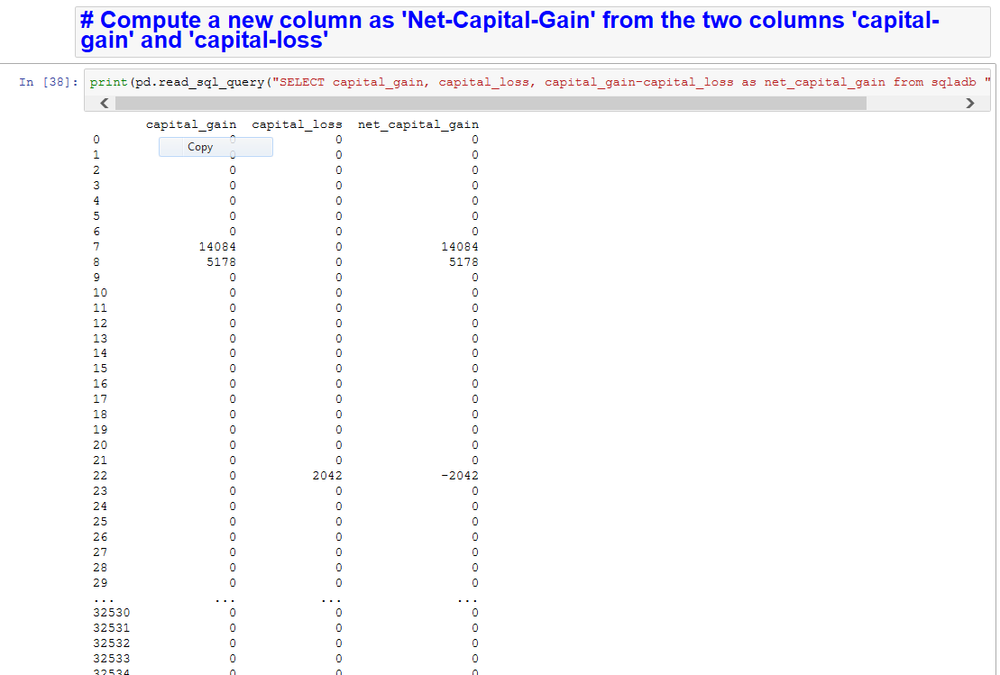 # Compute a new column as 'Net-Capital-Gain' from the two columns 'capital-
gain' and 'capital-loss'
In [38]: print(pd.read_sql_query("SELECT capital_gain, capital_loss, capital_gain-capital_loss as net_capital_gain from sqladb "
capital_gain capital_loss net_capital_gain
0 0 0 0
Copy
1 0 0 0
2 0 0 0
3 0 0 0
4 0 0 0
5 0 0 0
6 0 0 0
7 14084 0 14084
8 5178 0 5178
9 0 0 0
10 0 0 0
11 0 0 0
12 0 0 0
13 0 0 0
14 0 0 0
15 0 0 0
16 0 0 0
17 0 0 0
18 0 0 0
19 0 0 0
20 0 0 0
21 0 0 0
22 0 2042 -2042
23 0 0 0
24 0 0 0
25 0 0 0
26 0 0 0
27 0 0 0
28 0 0 0
29 0 0 0
... ... ... ...
32530 0 0 0
32531 0 0 0
32532 0 0 0
32533 0 0 0
32534 0 0 0